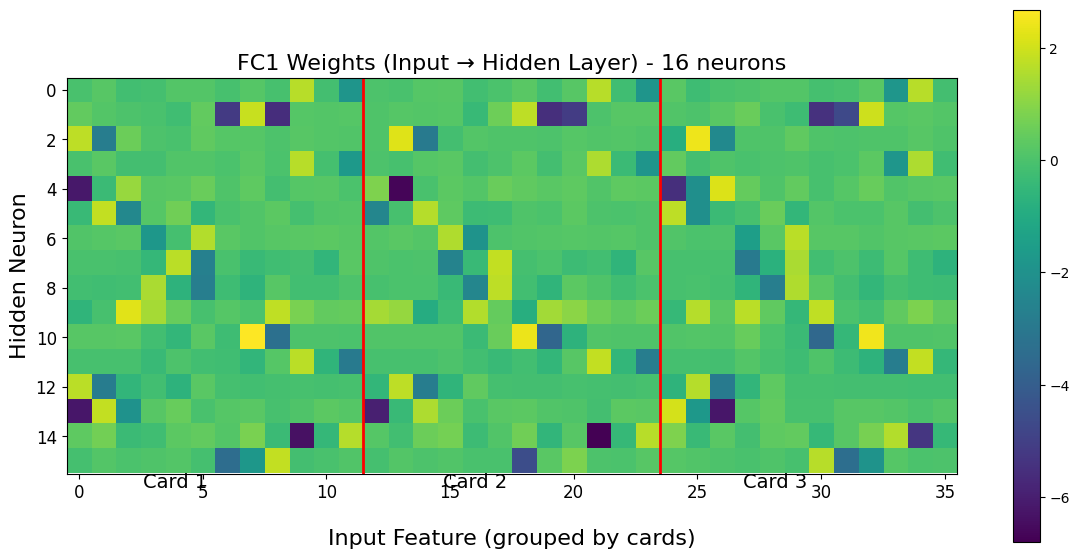 FC1 Weights (Input → Hidden Layer) - 16 neurons
Hidden Neuron
0
2
4
6
8
10
12
14
0 5 10 15 20 25 30 35
Card 1 Card 2 Card 3
Input Feature (grouped by cards)
2
0
−2
−4
−6